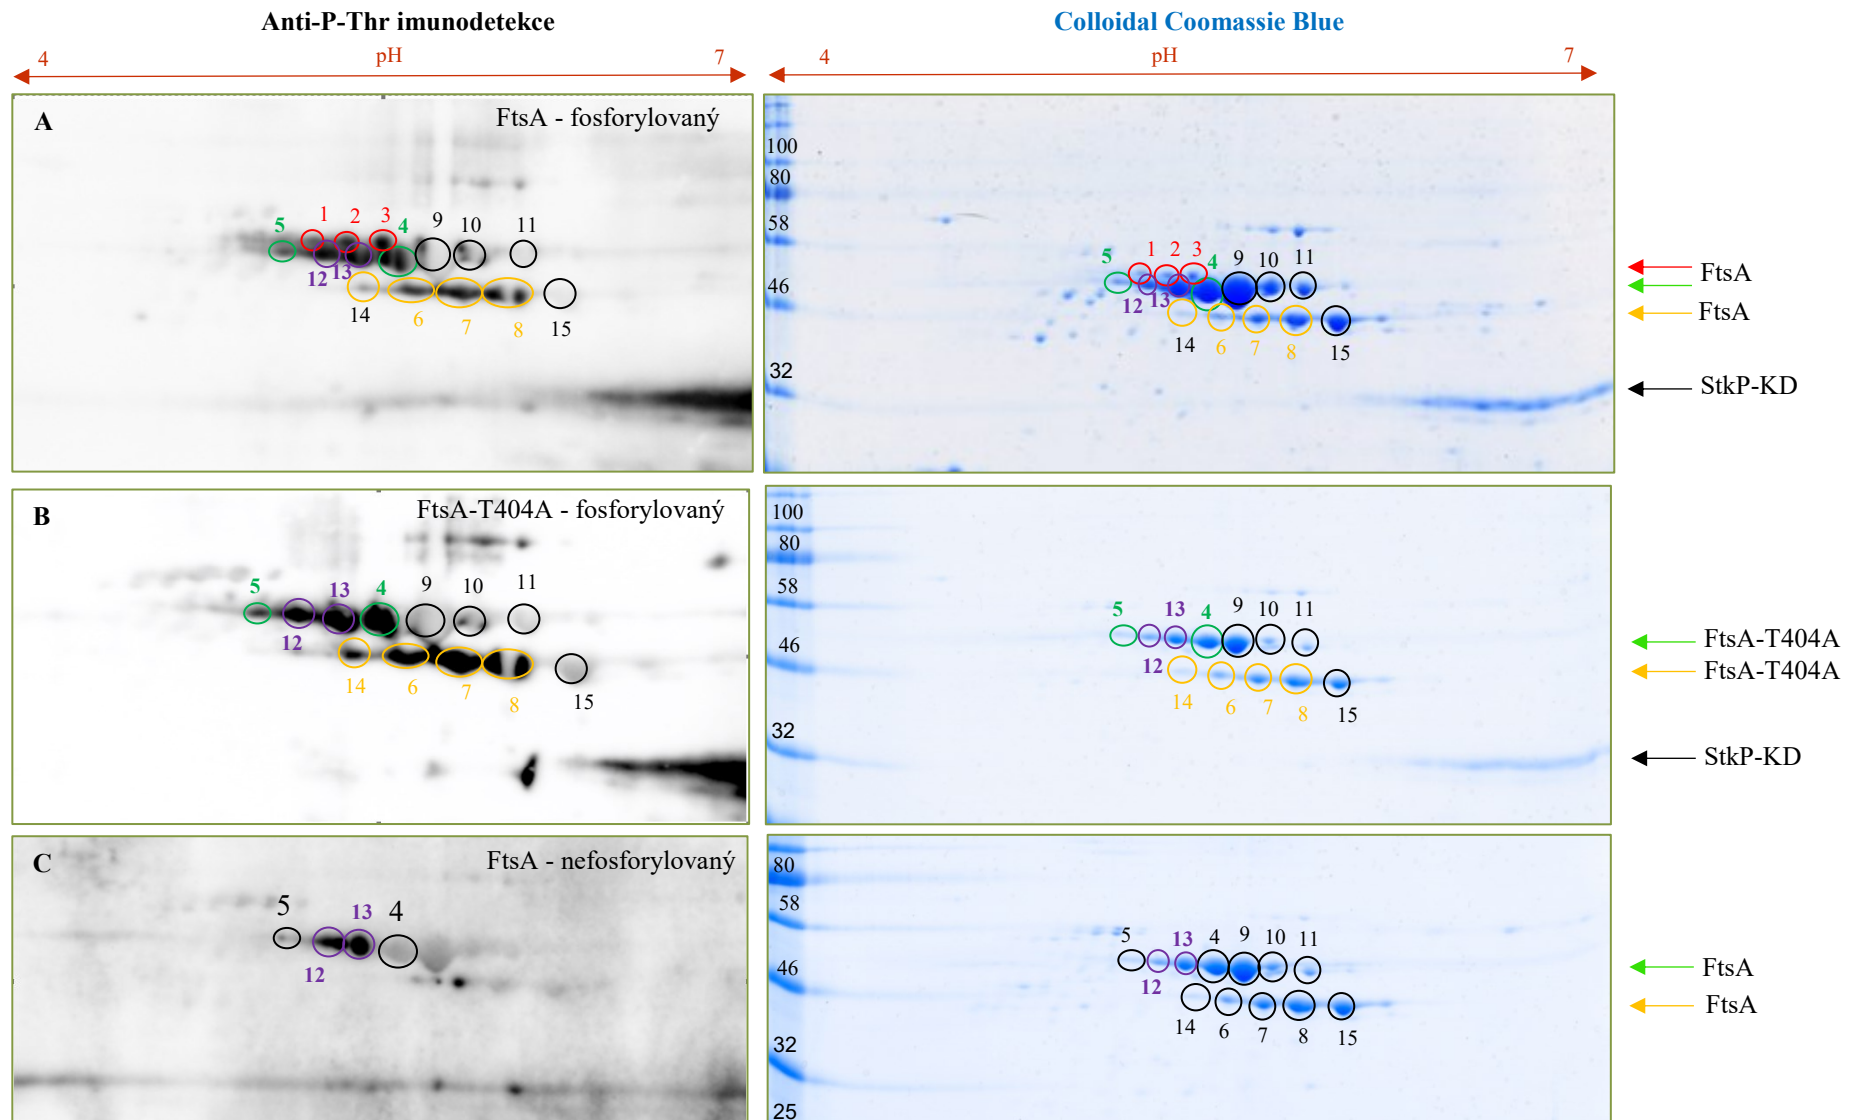 Anti-P-Thr imunodetekce
Colloidal Coomassie Blue
4 pH 7
4 pH 7
A
FtsA - fosforylovaný
5 1 2 3 4 9 10 11
12 13
14 6 7 8 15
100
80
58
46
32
5 1 2 3 4 9 10 11
12 13
14 6 7 8 15
FtsA
FtsA
StkP-KD
B
FtsA-T404A - fosforylovaný
5 13 4 9 10 11
12
14 6 7 8 15
100
80
58
46
32
5 13 4 9 10 11
12
14 6 7 8 15
FtsA-T404A
FtsA-T404A
StkP-KD
C
FtsA - nefosforylovaný
5 13 4
12
80
58
46
32
25
5 13 4 9 10 11
12
14 6 7 8 15
FtsA
FtsA